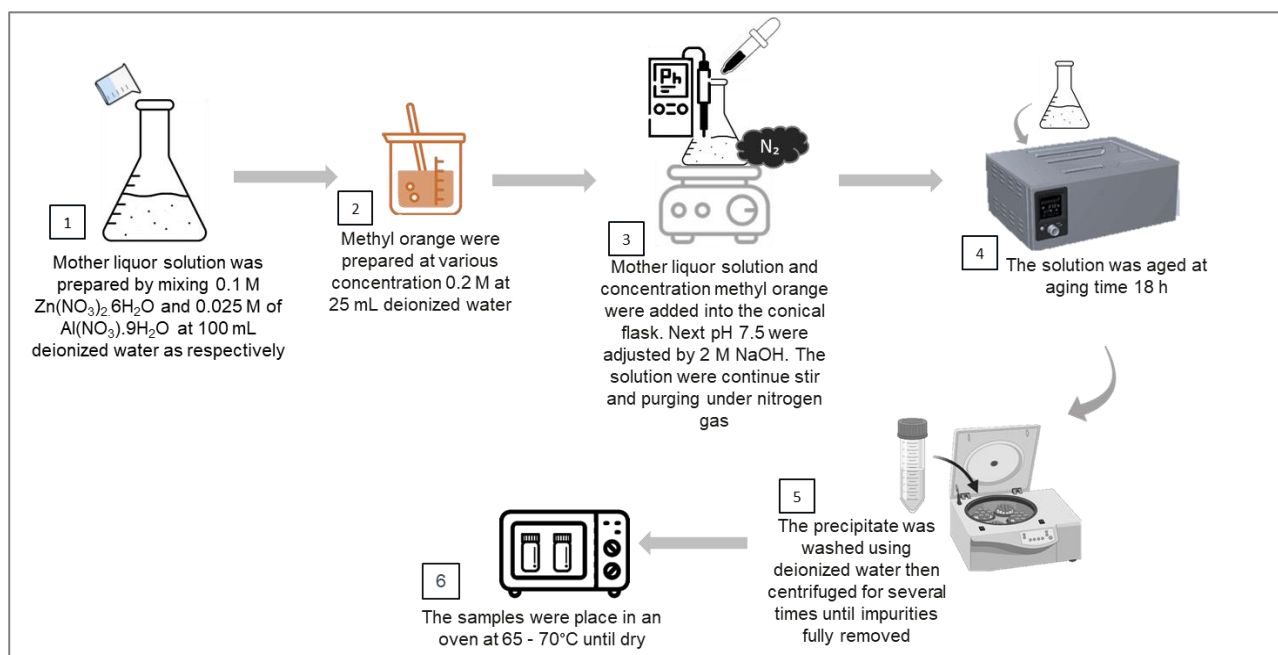 1
Mother liquor solution was
prepared by mixing 0.1 M
Zn(NO₃)₂.6H₂O and 0.025 M of
Al(NO₃).9H₂O at 100 mL
deionized water as respectively
2
Methyl orange were
prepared at various
concentration 0.2 M at
25 mL deionized water
Ph
N₂
3
Mother liquor solution and
concentration methyl orange
were added into the conical
flask. Next pH 7.5 were
adjusted by 2 M NaOH. The
solution were continue stir
and purging under nitrogen
gas
4
The solution was aged at
aging time 18 h
5
The precipitate was
washed using
deionized water then
centrifuged for several
times until impurities
fully removed
6
The samples were place in an
oven at 65 - 70°C until dry